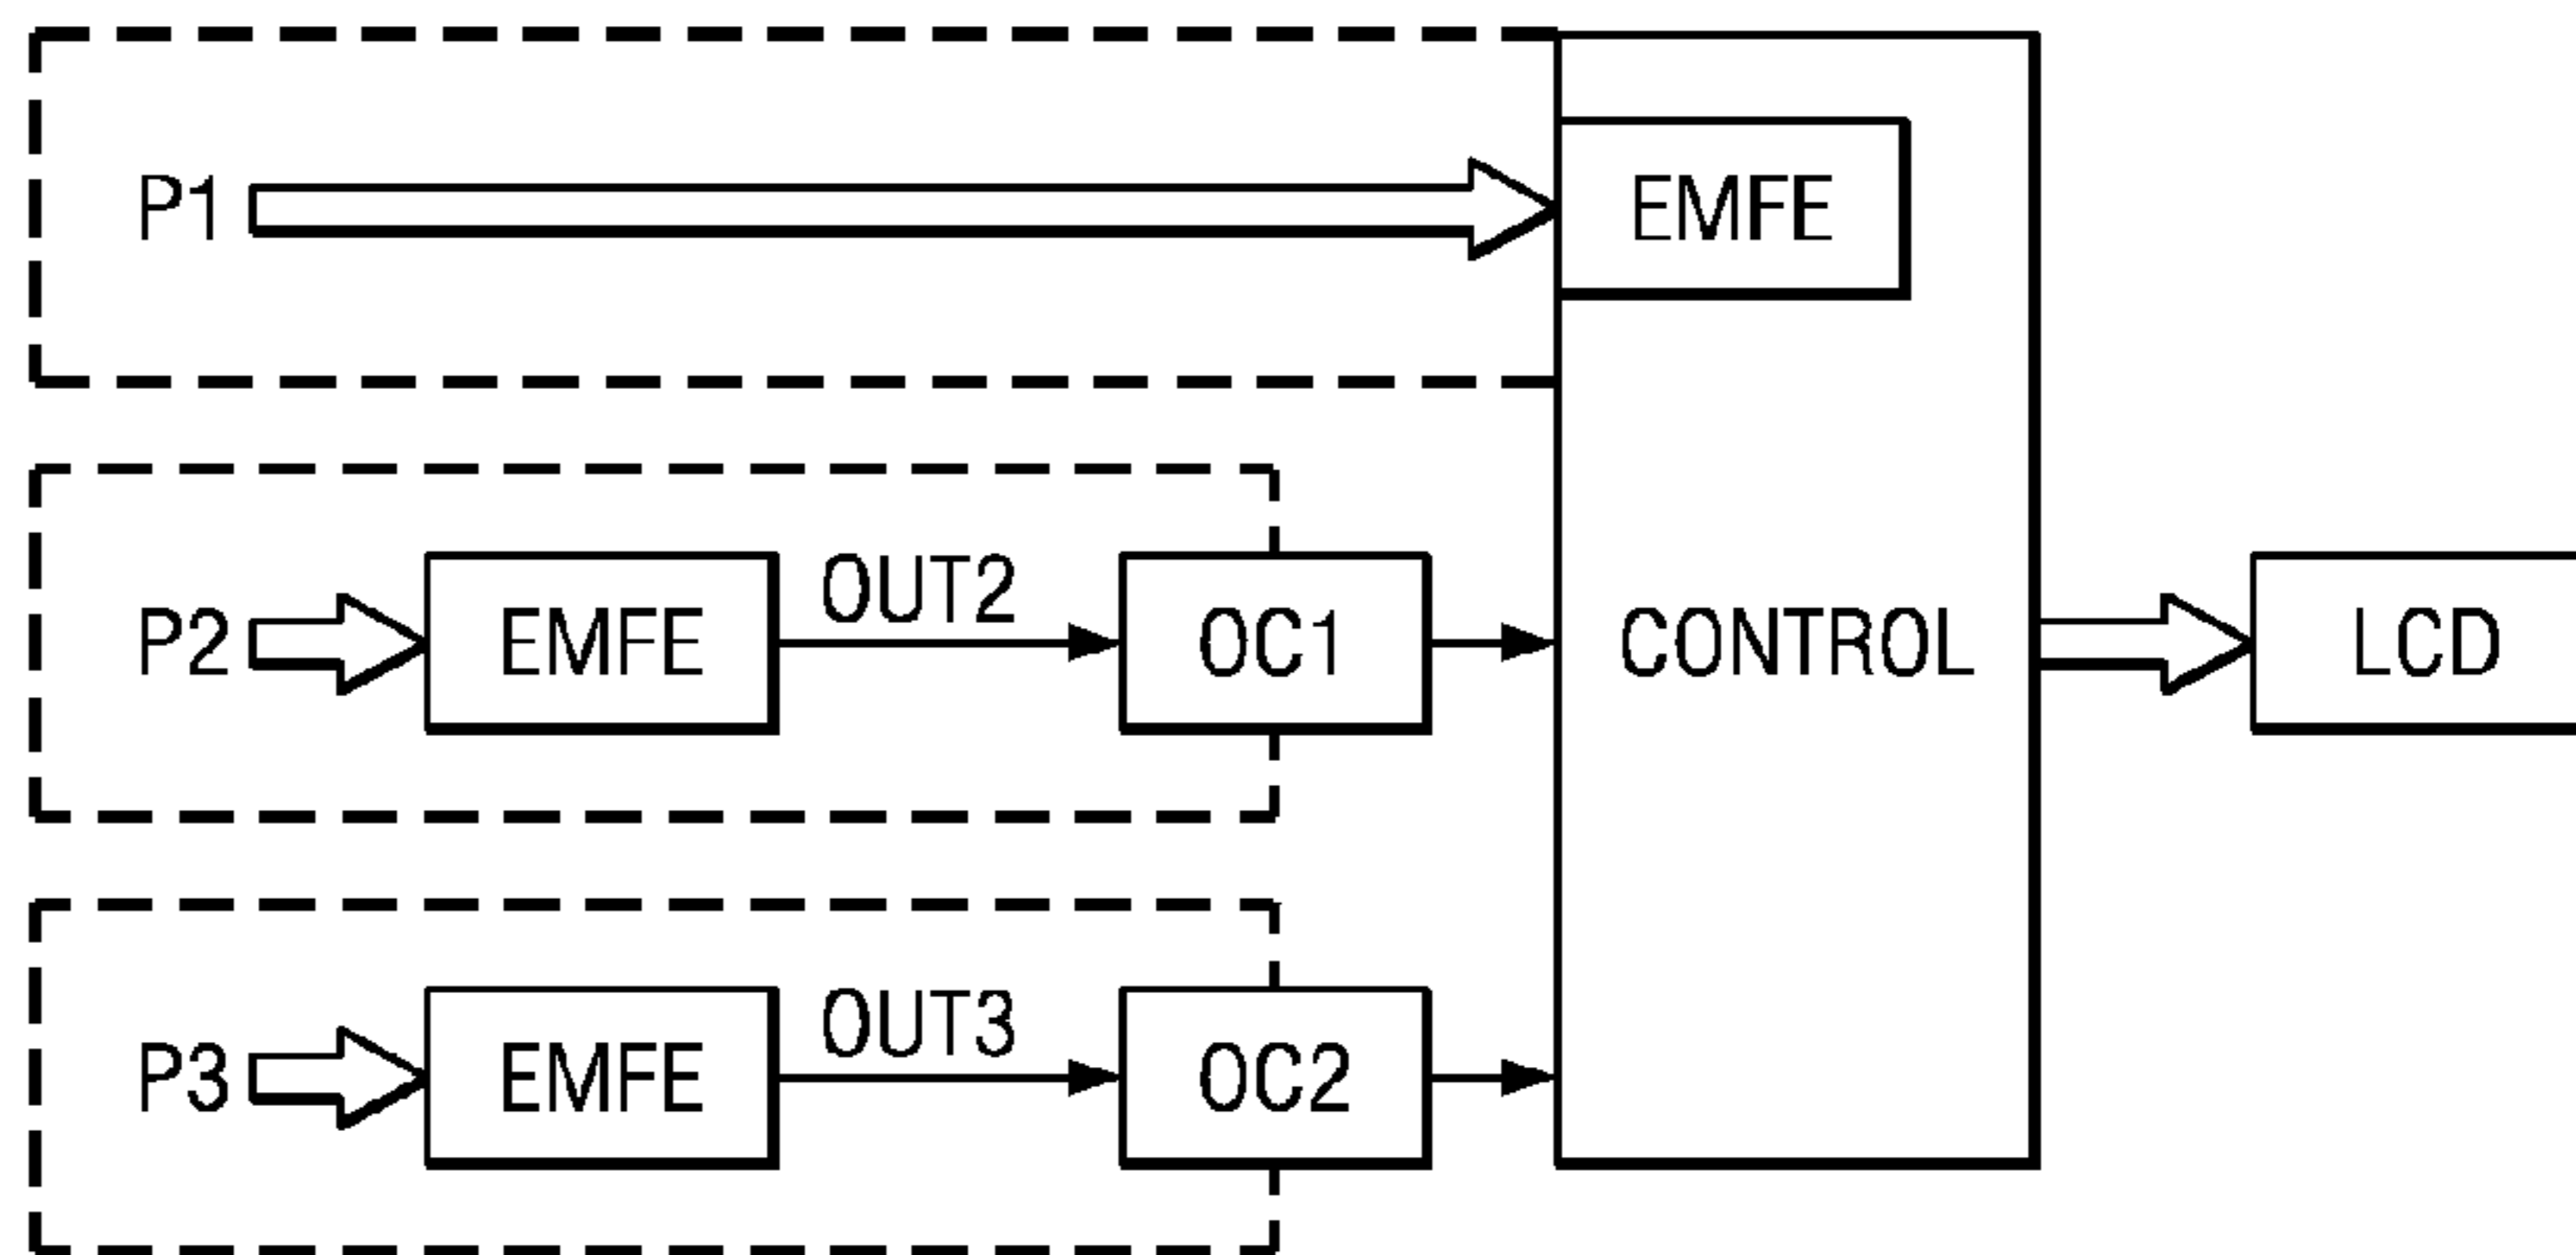 P1
EMFE
P2
EMFE
OUT2
OC1
CONTROL
LCD
P3
EMFE
OUT3
OC2